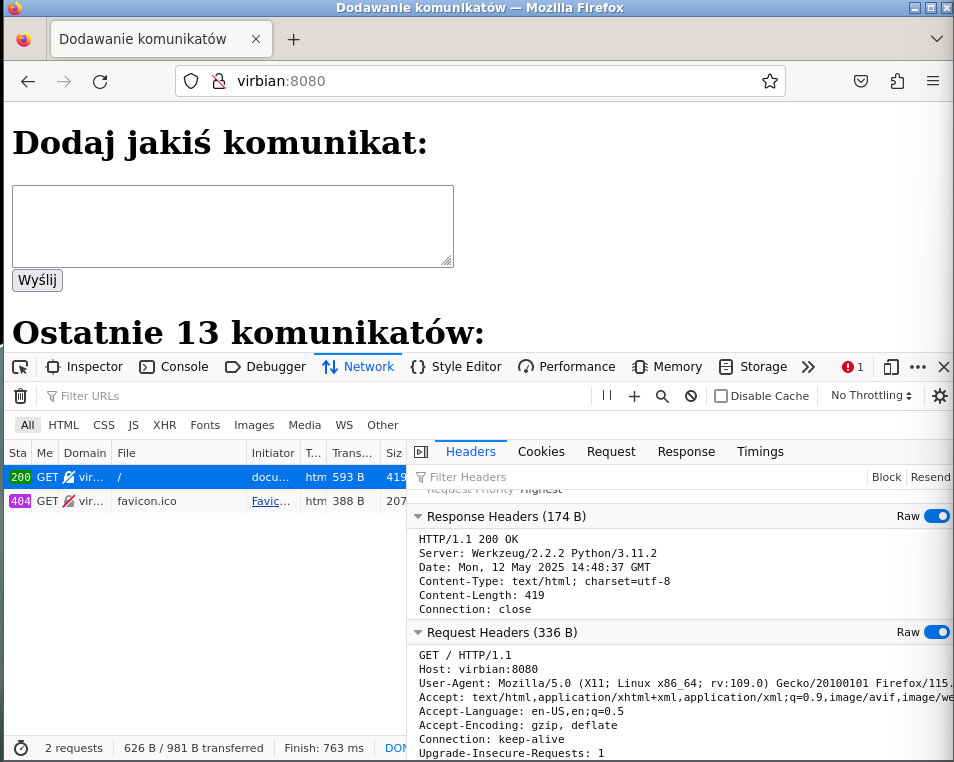 Dodawanie komunikatów — Mozilla Firefox
Dodawanie komunikatów
virbian:8080
Dodaj jakiś komunikat:
Wyślij
Ostatnie 13 komunikatów:
Inspector Console Debugger Network Style Editor Performance Memory Storage 1
Filter URLs Disable Cache No Throttling
All HTML CSS JS XHR Fonts Images Media WS Other
Sta Me Domain File Initiator T... Trans... Siz Headers Cookies Request Response Timings
200 GET vir... / docu... htm 593 B 419 Filter Headers Block Resend
404 GET vir... favicon.ico Favic... htm 388 B 207
Request Priority Highest
Response Headers (174 B) Raw
HTTP/1.1 200 OK
Server: Werkzeug/2.2.2 Python/3.11.2
Date: Mon, 12 May 2025 14:48:37 GMT
Content-Type: text/html; charset=utf-8
Content-Length: 419
Connection: close
Request Headers (336 B) Raw
GET / HTTP/1.1
Host: virbian:8080
User-Agent: Mozilla/5.0 (X11; Linux x86_64; rv:109.0) Gecko/20100101 Firefox/115.
Accept: text/html,application/xhtml+xml,application/xml;q=0.9,image/avif,image/we
Accept-Language: en-US,en;q=0.5
Accept-Encoding: gzip, deflate
Connection: keep-alive
Upgrade-Insecure-Requests: 1
2 requests 626 B / 981 B transferred Finish: 763 ms DOM